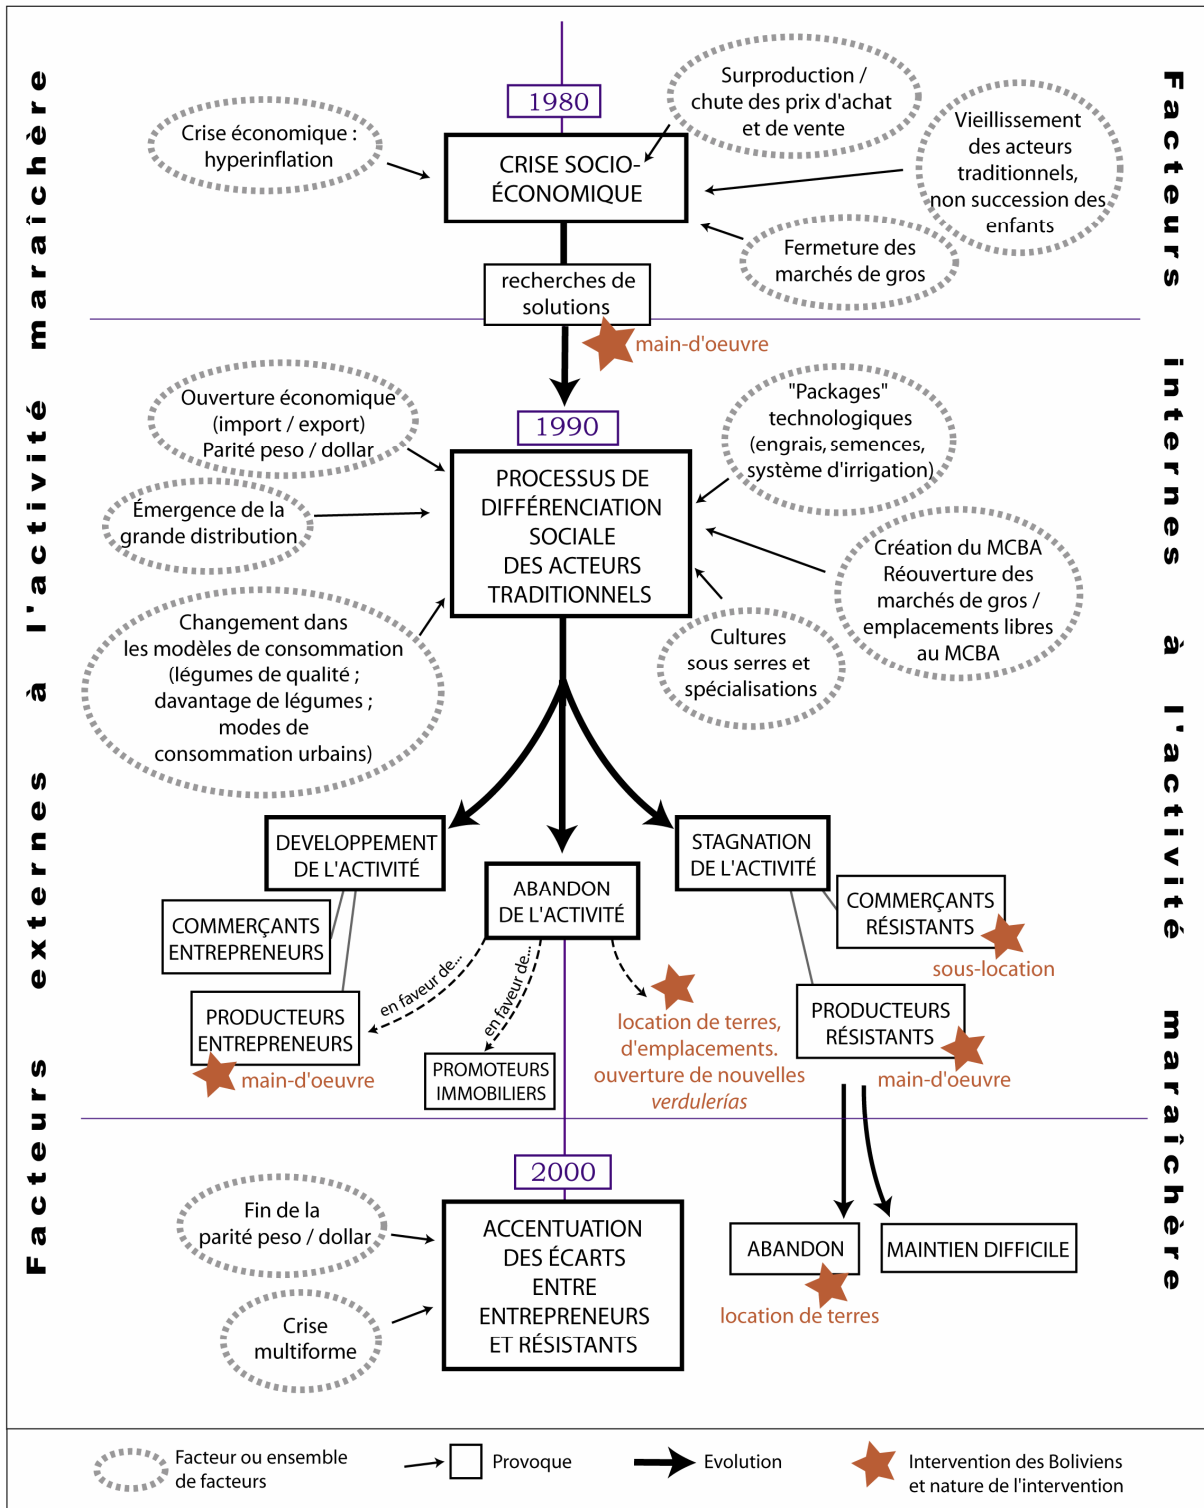 Facteurs externes à l'activité maraîchère
Facteurs internes à l'activité maraîchère
1980
Crise économique :
hyperinflation
Surproduction /
chute des prix d'achat
et de vente
Vieillissement
des acteurs
traditionnels,
non succession des
enfants
CRISE SOCIO-
ÉCONOMIQUE
Fermeture des
marchés de gros
recherches de
solutions
main-d'oeuvre
Ouverture économique
(import / export)
Parité peso / dollar
1990
"Packages"
technologiques
(engrais, semences,
système d'irrigation)
Émergence de la
grande distribution
PROCESSUS DE
DIFFÉRENCIATION
SOCIALE
DES ACTEURS
TRADITIONNELS
Création du MCBA
Réouverture des
marchés de gros /
emplacements libres
au MCBA
Changement dans
les modèles de consommation
(légumes de qualité ;
davantage de légumes ;
modes de
consommation urbains)
Cultures
sous serres et
spécialisations
DEVELOPPEMENT
DE L'ACTIVITÉ
ABANDON
DE L'ACTIVITÉ
STAGNATION
DE L'ACTIVITÉ
COMMERÇANTS
ENTREPRENEURS
COMMERÇANTS
RÉSISTANTS
sous-location
en faveur de...
en faveur de...
PRODUCTEURS
ENTREPRENEURS
main-d'oeuvre
PROMOTEURS
IMMOBILIERS
location de terres,
d'emplacements.
ouverture de nouvelles
verdulerías
PRODUCTEURS
RÉSISTANTS
main-d'oeuvre
2000
Fin de la
parité peso / dollar
Crise
multiforme
ACCENTUATION
DES ÉCARTS
ENTRE
ENTREPRENEURS
ET RÉSISTANTS
ABANDON
location de terres
MAINTIEN DIFFICILE
Facteur ou ensemble
de facteurs
Provoque
Evolution
Intervention des Boliviens
et nature de l'intervention